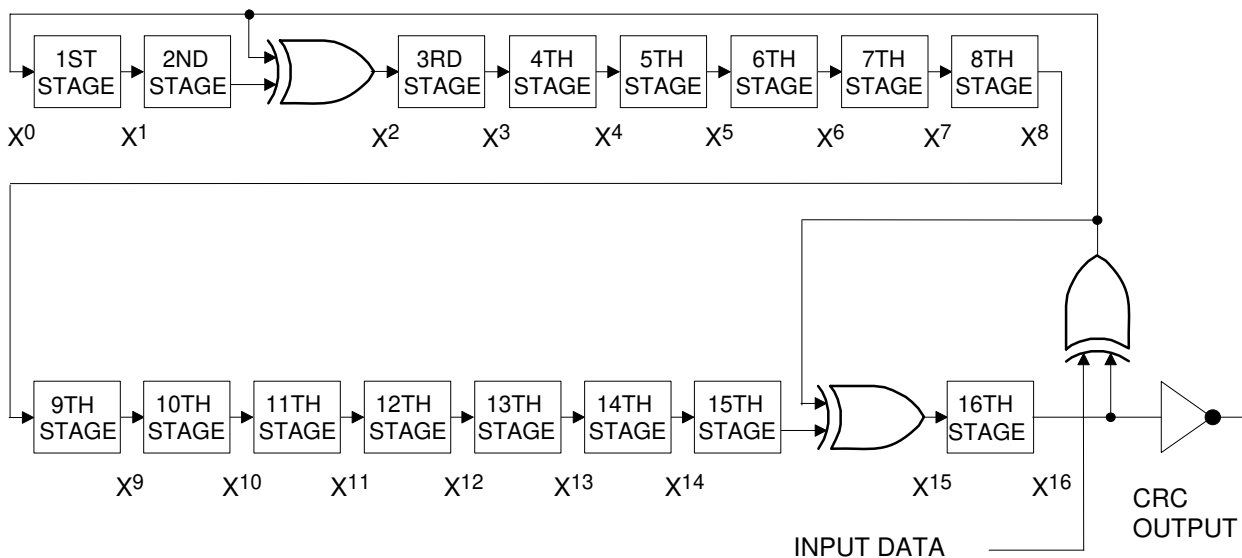 1ST STAGE
2ND STAGE
3RD STAGE
4TH STAGE
5TH STAGE
6TH STAGE
7TH STAGE
8TH STAGE
X0 X1 X2 X3 X4 X5 X6 X7 X8
9TH STAGE
10TH STAGE
11TH STAGE
12TH STAGE
13TH STAGE
14TH STAGE
15TH STAGE
16TH STAGE
X9 X10 X11 X12 X13 X14 X15 X16
CRC
OUTPUT
INPUT DATA